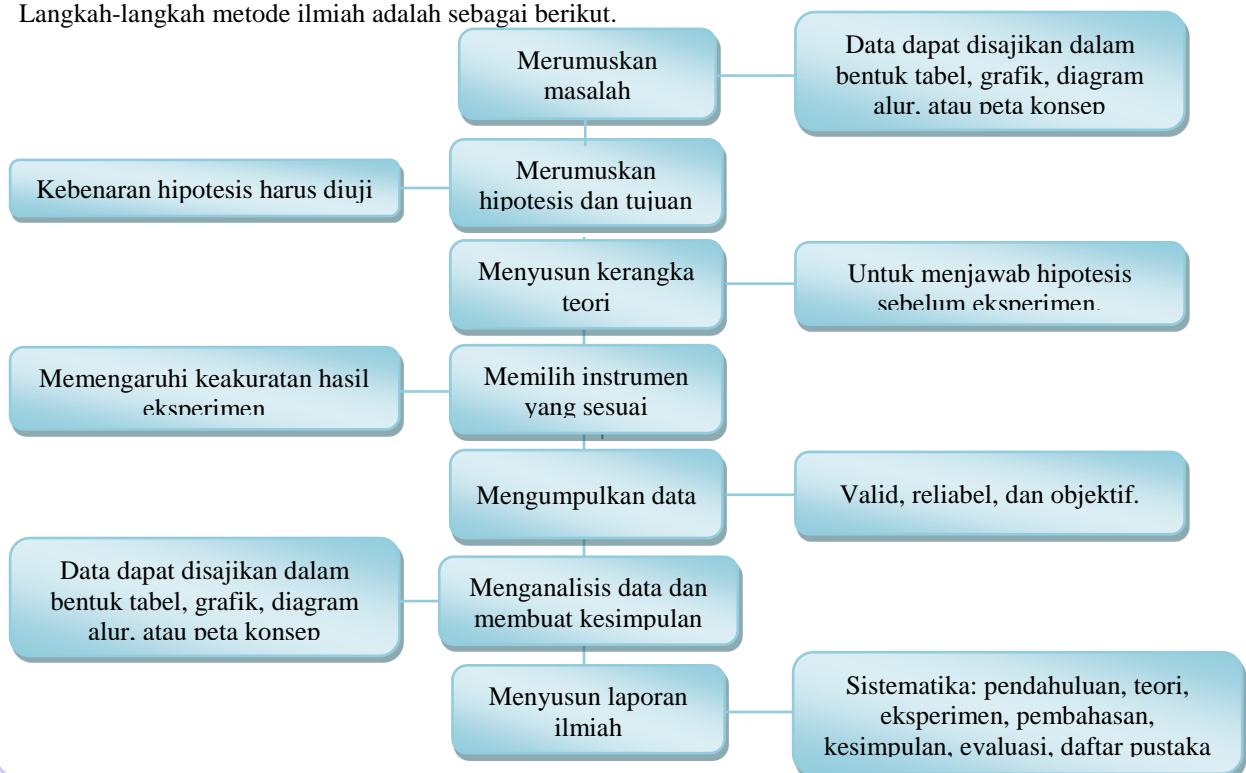 Langkah-langkah metode ilmiah adalah sebagai berikut.
Merumuskan
masalah
Data dapat disajikan dalam
bentuk tabel, grafik, diagram
alur, atau peta konsep
Merumuskan
hipotesis dan tujuan
Kebenaran hipotesis harus diuji
Menyusun kerangka
teori
Untuk menjawab hipotesis
sebelum eksperimen.
Memengaruhi keakuratan hasil
eksperimen
Memilih instrumen
yang sesuai
Mengumpulkan data
Valid, reliabel, dan objektif.
Data dapat disajikan dalam
bentuk tabel, grafik, diagram
alur, atau peta konsep
Menganalisis data dan
membuat kesimpulan
Menyusun laporan
ilmiah
Sistematika: pendahuluan, teori,
eksperimen, pembahasan,
kesimpulan, evaluasi, daftar pustaka